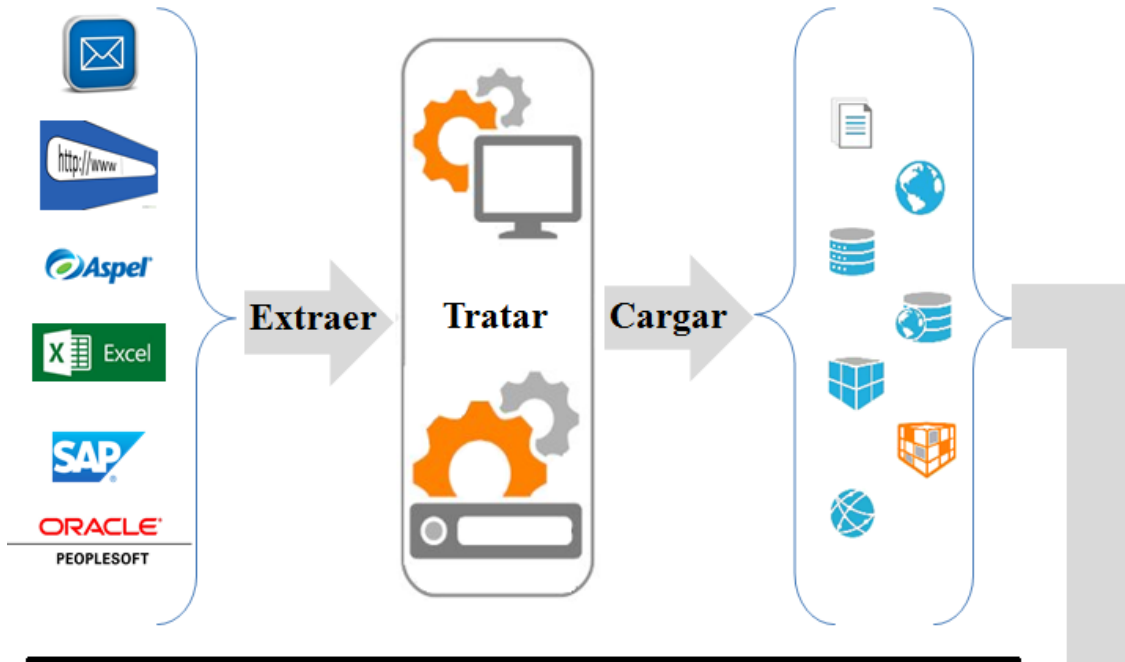 http://www
Aspel
X Excel
SAP
ORACLE
PEOPLESOFT
Extraer
Tratar
Cargar